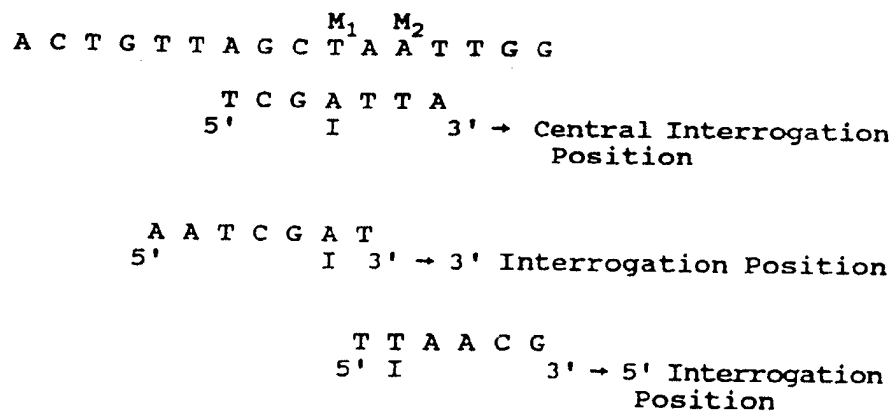 M1 M2
A C T G T T A G C T A A T T G G
T C G A T T A
5' I 3' → Central Interrogation
Position
A A T C G A T
5' I 3' → 3' Interrogation Position
T T A A C G
5' I 3' → 5' Interrogation
Position